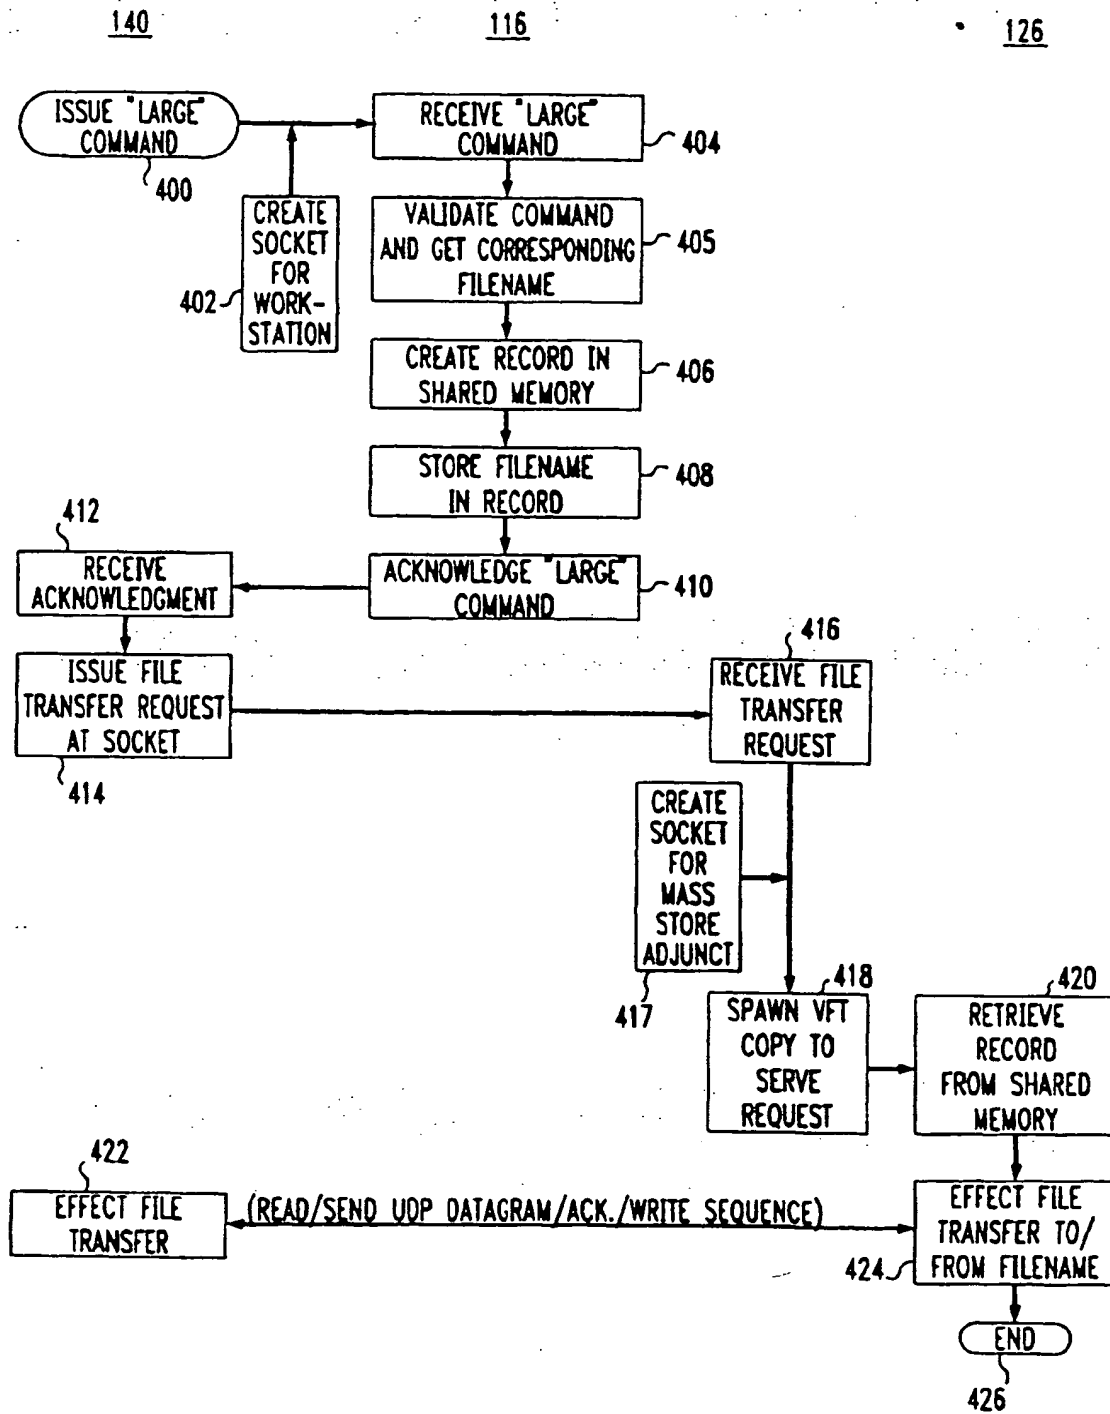 140
116
126
ISSUE "LARGE"
COMMAND
400
RECEIVE "LARGE"
COMMAND
404
CREATE
SOCKET
FOR
WORK-
STATION
402
VALIDATE COMMAND
AND GET CORRESPONDING
FILENAME
405
CREATE RECORD IN
SHARED MEMORY
406
STORE FILENAME
IN RECORD
408
412
RECEIVE
ACKNOWLEDGMENT
ACKNOWLEDGE "LARGE"
COMMAND
410
ISSUE FILE
TRANSFER REQUEST
AT SOCKET
414
416
RECEIVE FILE
TRANSFER
REQUEST
CREATE
SOCKET
FOR
MASS
STORE
ADJUNCT
417
418
SPAWN VFT
COPY TO
SERVE
REQUEST
420
RETRIEVE
RECORD
FROM SHARED
MEMORY
422
EFFECT FILE
TRANSFER
(READ/SEND UDP DATAGRAM/ACK./WRITE SEQUENCE)
EFFECT FILE
TRANSFER TO/
FROM FILENAME
424
END
426